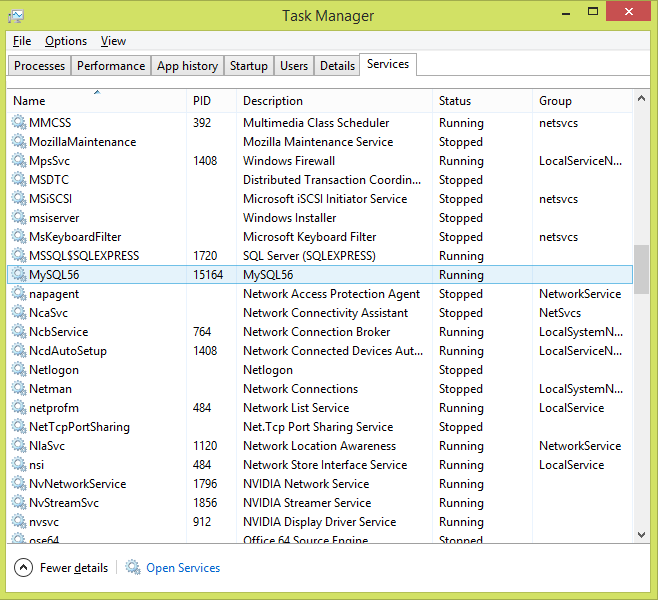 Task Manager
File Options View
Processes Performance App history Startup Users Details Services
Name PID Description Status Group
MMCSS 392 Multimedia Class Scheduler Running netsvcs
MozillaMaintenance Mozilla Maintenance Service Stopped
MpsSvc 1408 Windows Firewall Running LocalServiceN...
MSDTC Distributed Transaction Coordin... Stopped
MSiSCSI Microsoft iSCSI Initiator Service Stopped netsvcs
msiserver Windows Installer Stopped
MsKeyboardFilter Microsoft Keyboard Filter Stopped netsvcs
MSSQL$SQLEXPRESS 1720 SQL Server (SQLEXPRESS) Running
MySQL56 15164 MySQL56 Running
napagent Network Access Protection Agent Stopped NetworkService
NcaSvc Network Connectivity Assistant Stopped NetSvcs
NcbService 764 Network Connection Broker Running LocalSystemN...
NcdAutoSetup 1408 Network Connected Devices Aut... Running LocalServiceN...
Netlogon Netlogon Stopped
Netman Network Connections Stopped LocalSystemN...
netprofm 484 Network List Service Running LocalService
NetTcpPortSharing Net.Tcp Port Sharing Service Stopped
NlaSvc 1120 Network Location Awareness Running NetworkService
nsi 484 Network Store Interface Service Running LocalService
NvNetworkService 1796 NVIDIA Network Service Running
NvStreamSvc 1856 NVIDIA Streamer Service Running
nvsvc 912 NVIDIA Display Driver Service Running
ose64 Office 64 Source Engine Stopped
Fewer details Open Services